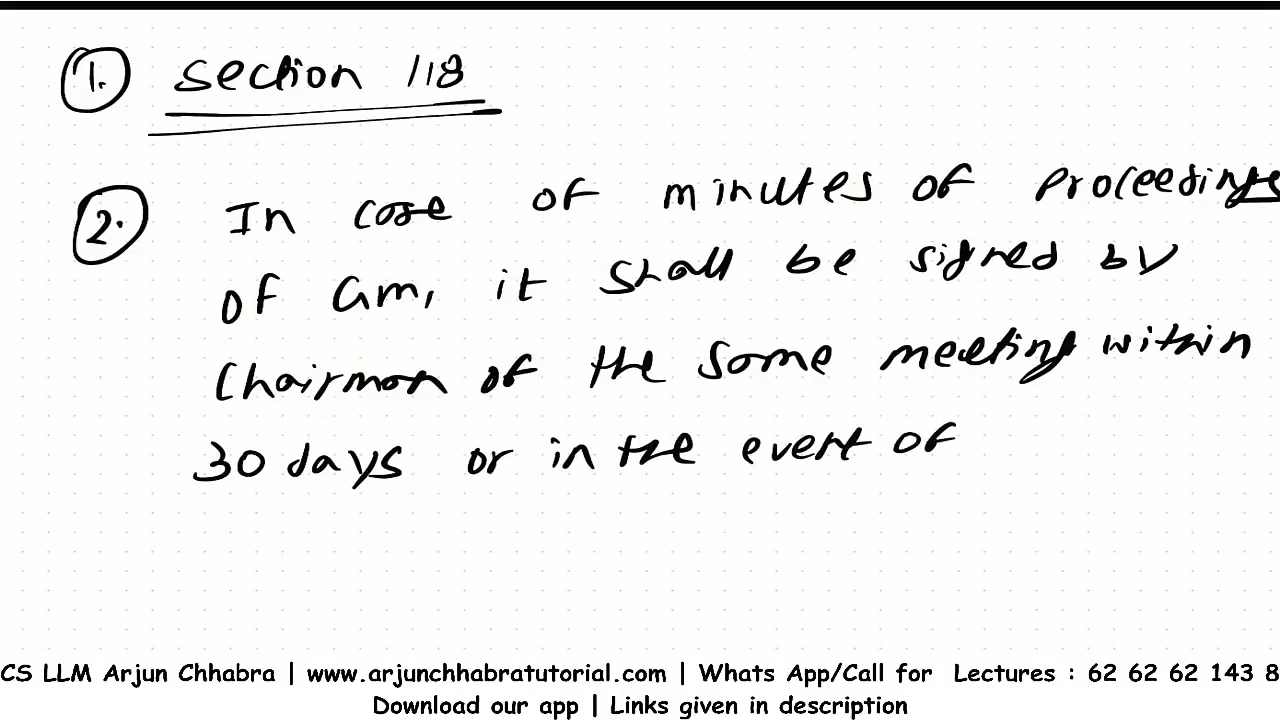 1. Section 118
2. In case of minutes of Proceedings
of GM, it shall be signed by
Chairman of the same meeting within
30 days or in the event of
CS LLM Arjun Chhabra | www.arjunchhabratutorial.com | Whats App/Call for Lectures : 62 62 62 143 8
Download our app | Links given in description